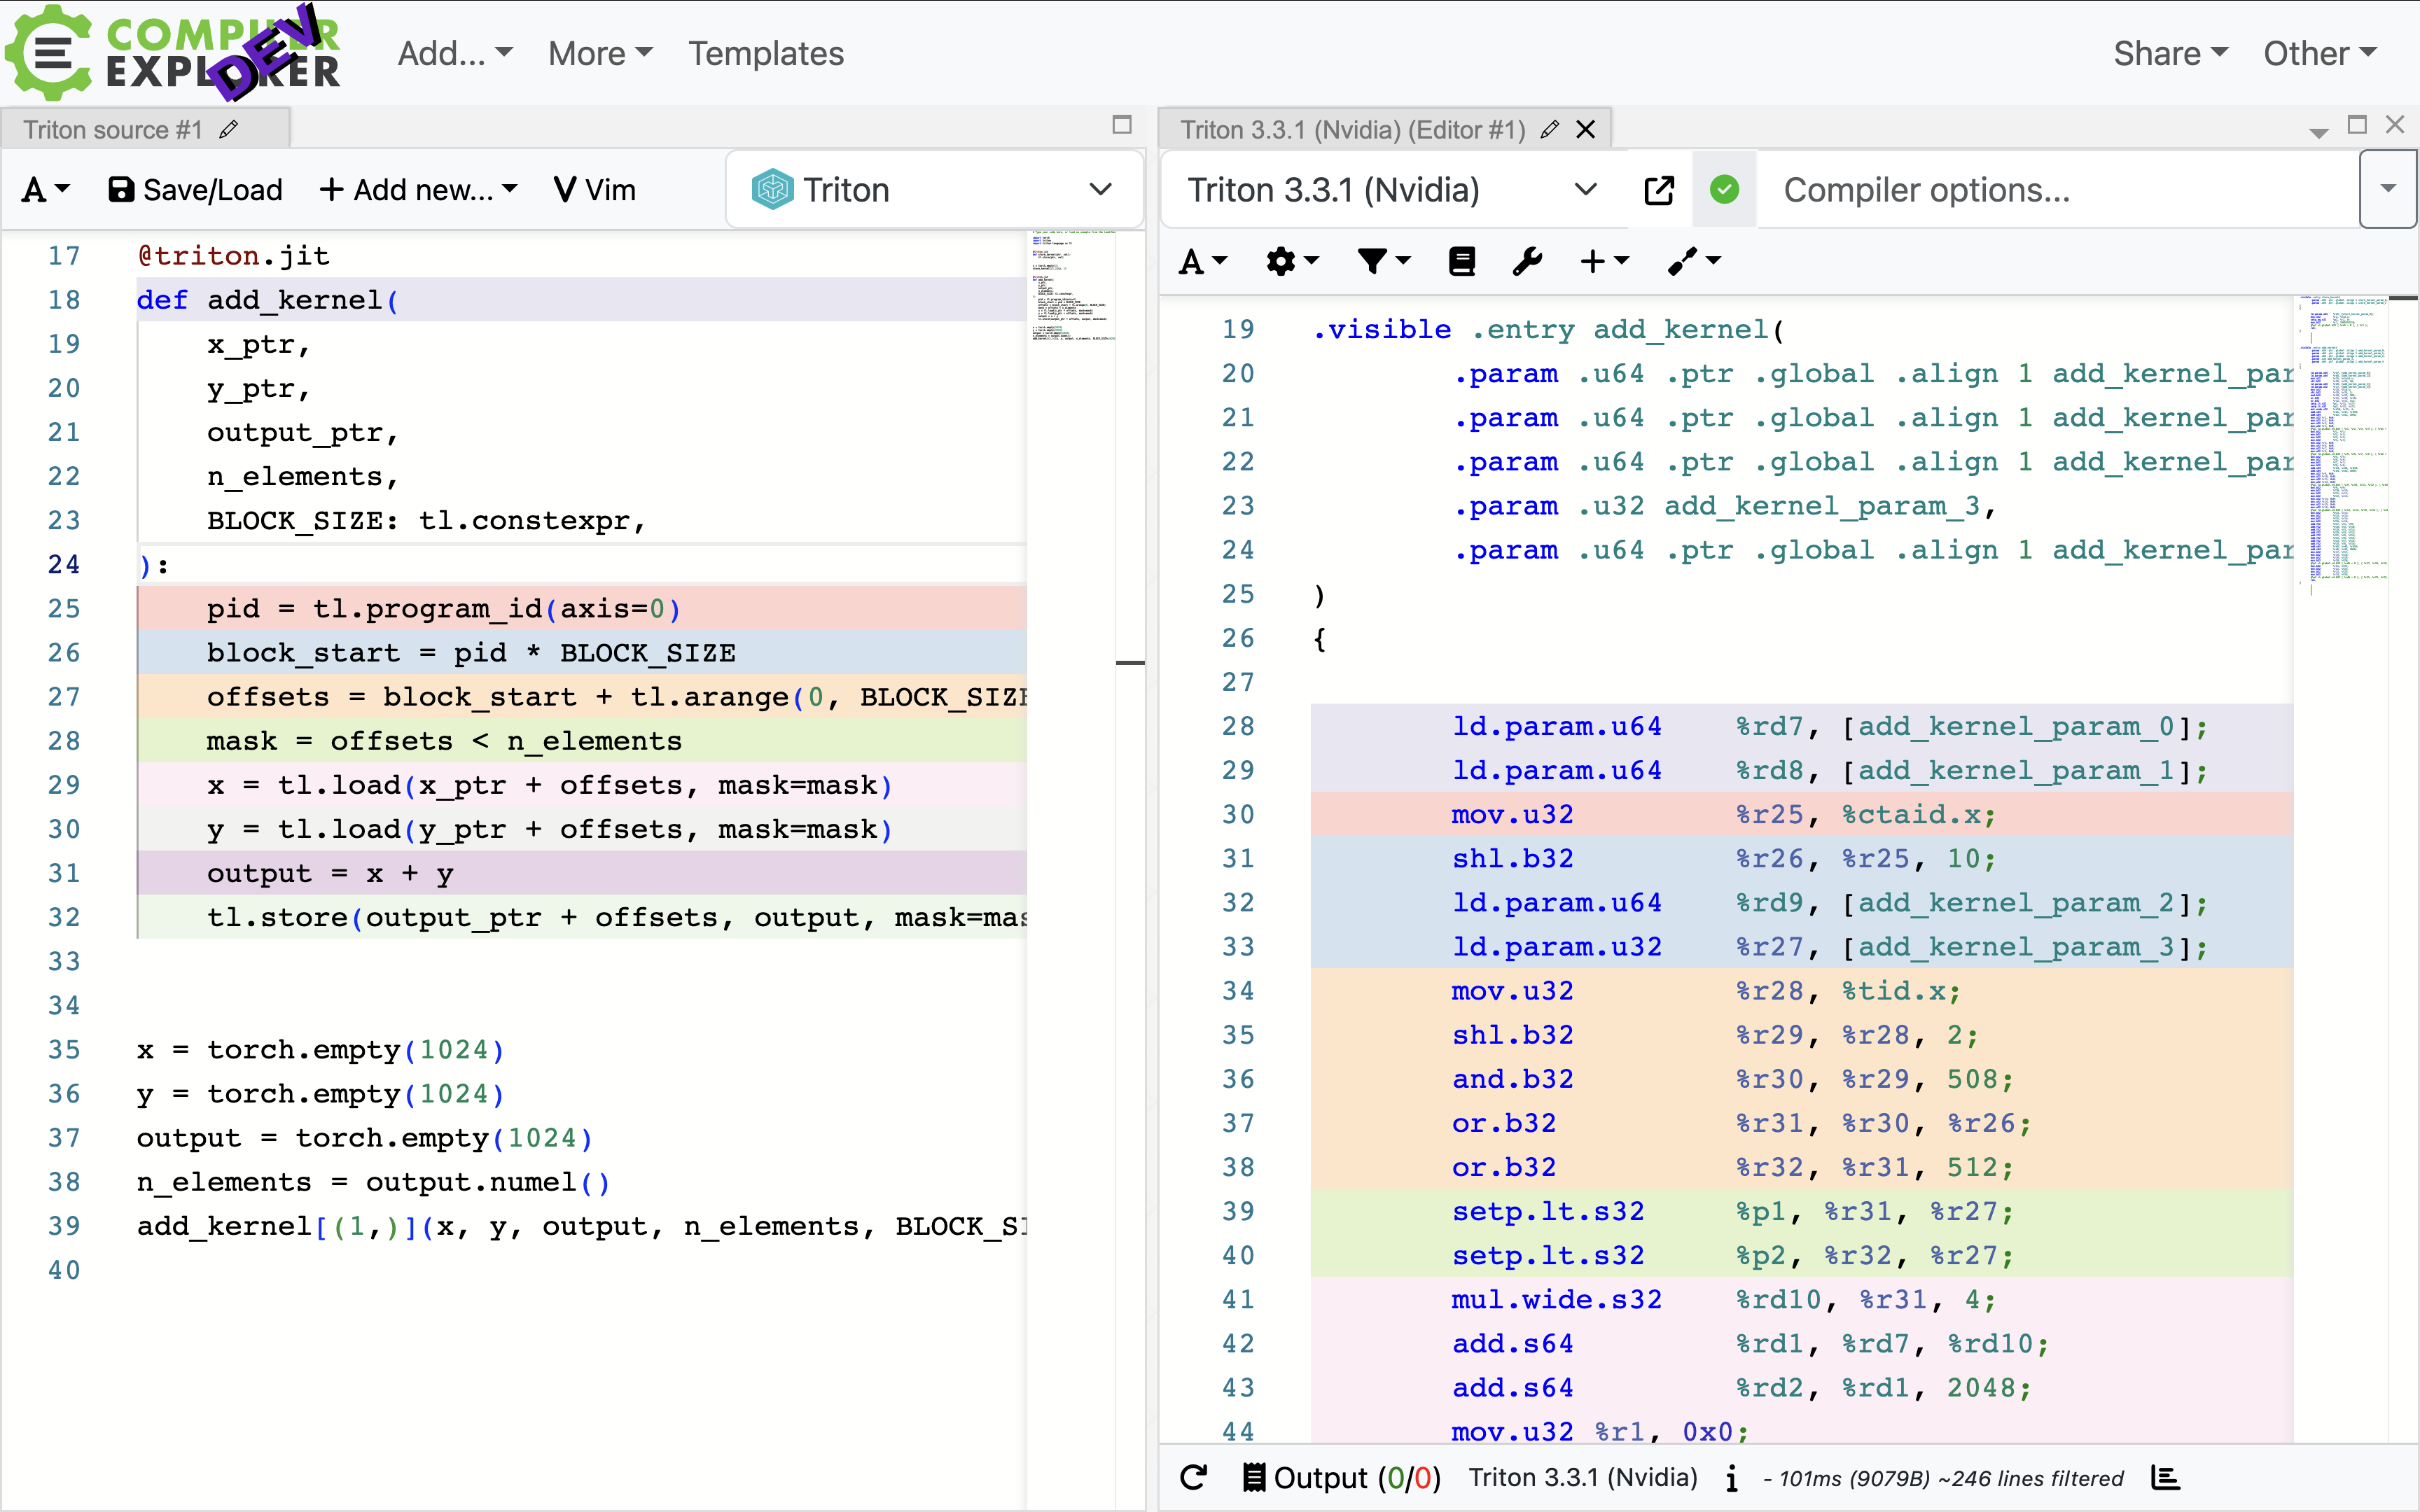 COMPILER
EXPLORER
DEV
Add...
More
Templates
Share
Other
Triton source #1
A
Save/Load
+ Add new...
V Vim
Triton
17 @triton.jit
18 def add_kernel(
19 x_ptr,
20 y_ptr,
21 output_ptr,
22 n_elements,
23 BLOCK_SIZE: tl.constexpr,
24 ):
25 pid = tl.program_id(axis=0)
26 block_start = pid * BLOCK_SIZE
27 offsets = block_start + tl.arange(0, BLOCK_SIZE
28 mask = offsets < n_elements
29 x = tl.load(x_ptr + offsets, mask=mask)
30 y = tl.load(y_ptr + offsets, mask=mask)
31 output = x + y
32 tl.store(output_ptr + offsets, output, mask=mas
33
34
35 x = torch.empty(1024)
36 y = torch.empty(1024)
37 output = torch.empty(1024)
38 n_elements = output.numel()
39 add_kernel[(1,)](x, y, output, n_elements, BLOCK_SI
40
Triton 3.3.1 (Nvidia) (Editor #1)
Triton 3.3.1 (Nvidia)
Compiler options...
A
19 .visible .entry add_kernel(
20 .param .u64 .ptr .global .align 1 add_kernel_par
21 .param .u64 .ptr .global .align 1 add_kernel_par
22 .param .u64 .ptr .global .align 1 add_kernel_par
23 .param .u32 add_kernel_param_3,
24 .param .u64 .ptr .global .align 1 add_kernel_par
25 )
26 {
27
28 ld.param.u64 %rd7, [add_kernel_param_0];
29 ld.param.u64 %rd8, [add_kernel_param_1];
30 mov.u32 %r25, %ctaid.x;
31 shl.b32 %r26, %r25, 10;
32 ld.param.u64 %rd9, [add_kernel_param_2];
33 ld.param.u32 %r27, [add_kernel_param_3];
34 mov.u32 %r28, %tid.x;
35 shl.b32 %r29, %r28, 2;
36 and.b32 %r30, %r29, 508;
37 or.b32 %r31, %r30, %r26;
38 or.b32 %r32, %r31, 512;
39 setp.lt.s32 %p1, %r31, %r27;
40 setp.lt.s32 %p2, %r32, %r27;
41 mul.wide.s32 %rd10, %r31, 4;
42 add.s64 %rd1, %rd7, %rd10;
43 add.s64 %rd2, %rd1, 2048;
44 mov.u32 %r1, 0x0;
Output (0/0) Triton 3.3.1 (Nvidia) i - 101ms (9079B) ~246 lines filtered